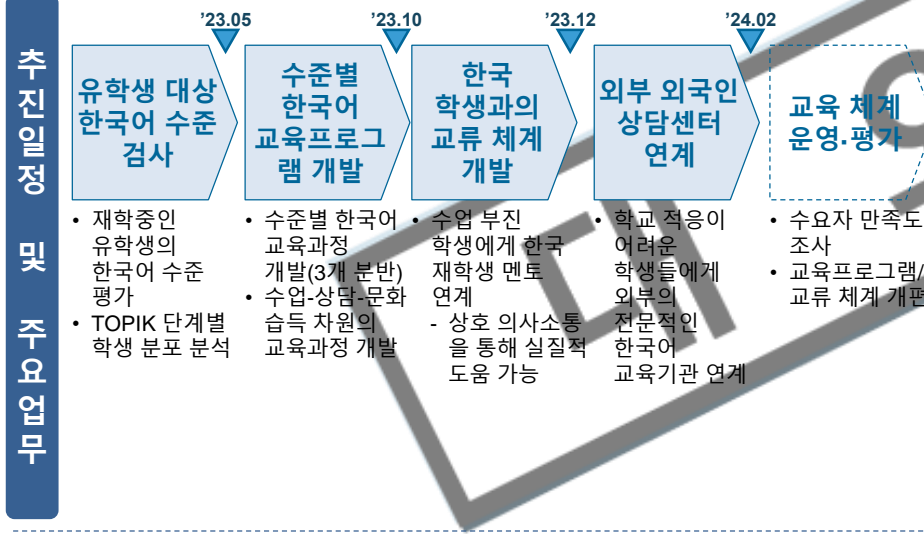 추진일정 및 주요업무
'23.05
'23.10
'23.12
'24.02
유학생 대상
한국어 수준
검사
수준별
한국어
교육프로그
램 개발
한국
학생과의
교류 체계
개발
외부 외국인
상담센터
연계
교육 체계
운영·평가
• 재학중인
유학생의
한국어 수준
평가
• TOPIK 단계별
학생 분포 분석
• 수준별 한국어
교육과정
개발(3개 분반)
• 수업-상담-문화
습득 차원의
교육과정 개발
• 수업 부진
학생에게 한국
재학생 멘토
연계
- 상호 의사소통
을 통해 실질적
도움 가능
• 학교 적응이
어려운
학생들에게
외부의
전문적인
한국어
교육기관 연계
• 수요자 만족도
조사
• 교육프로그램/
교류 체계 개편